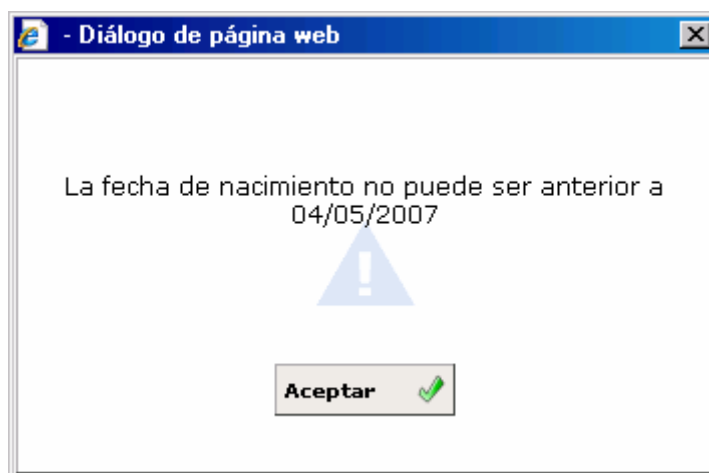 - Diálogo de página web
La fecha de nacimiento no puede ser anterior a
04/05/2007
Aceptar